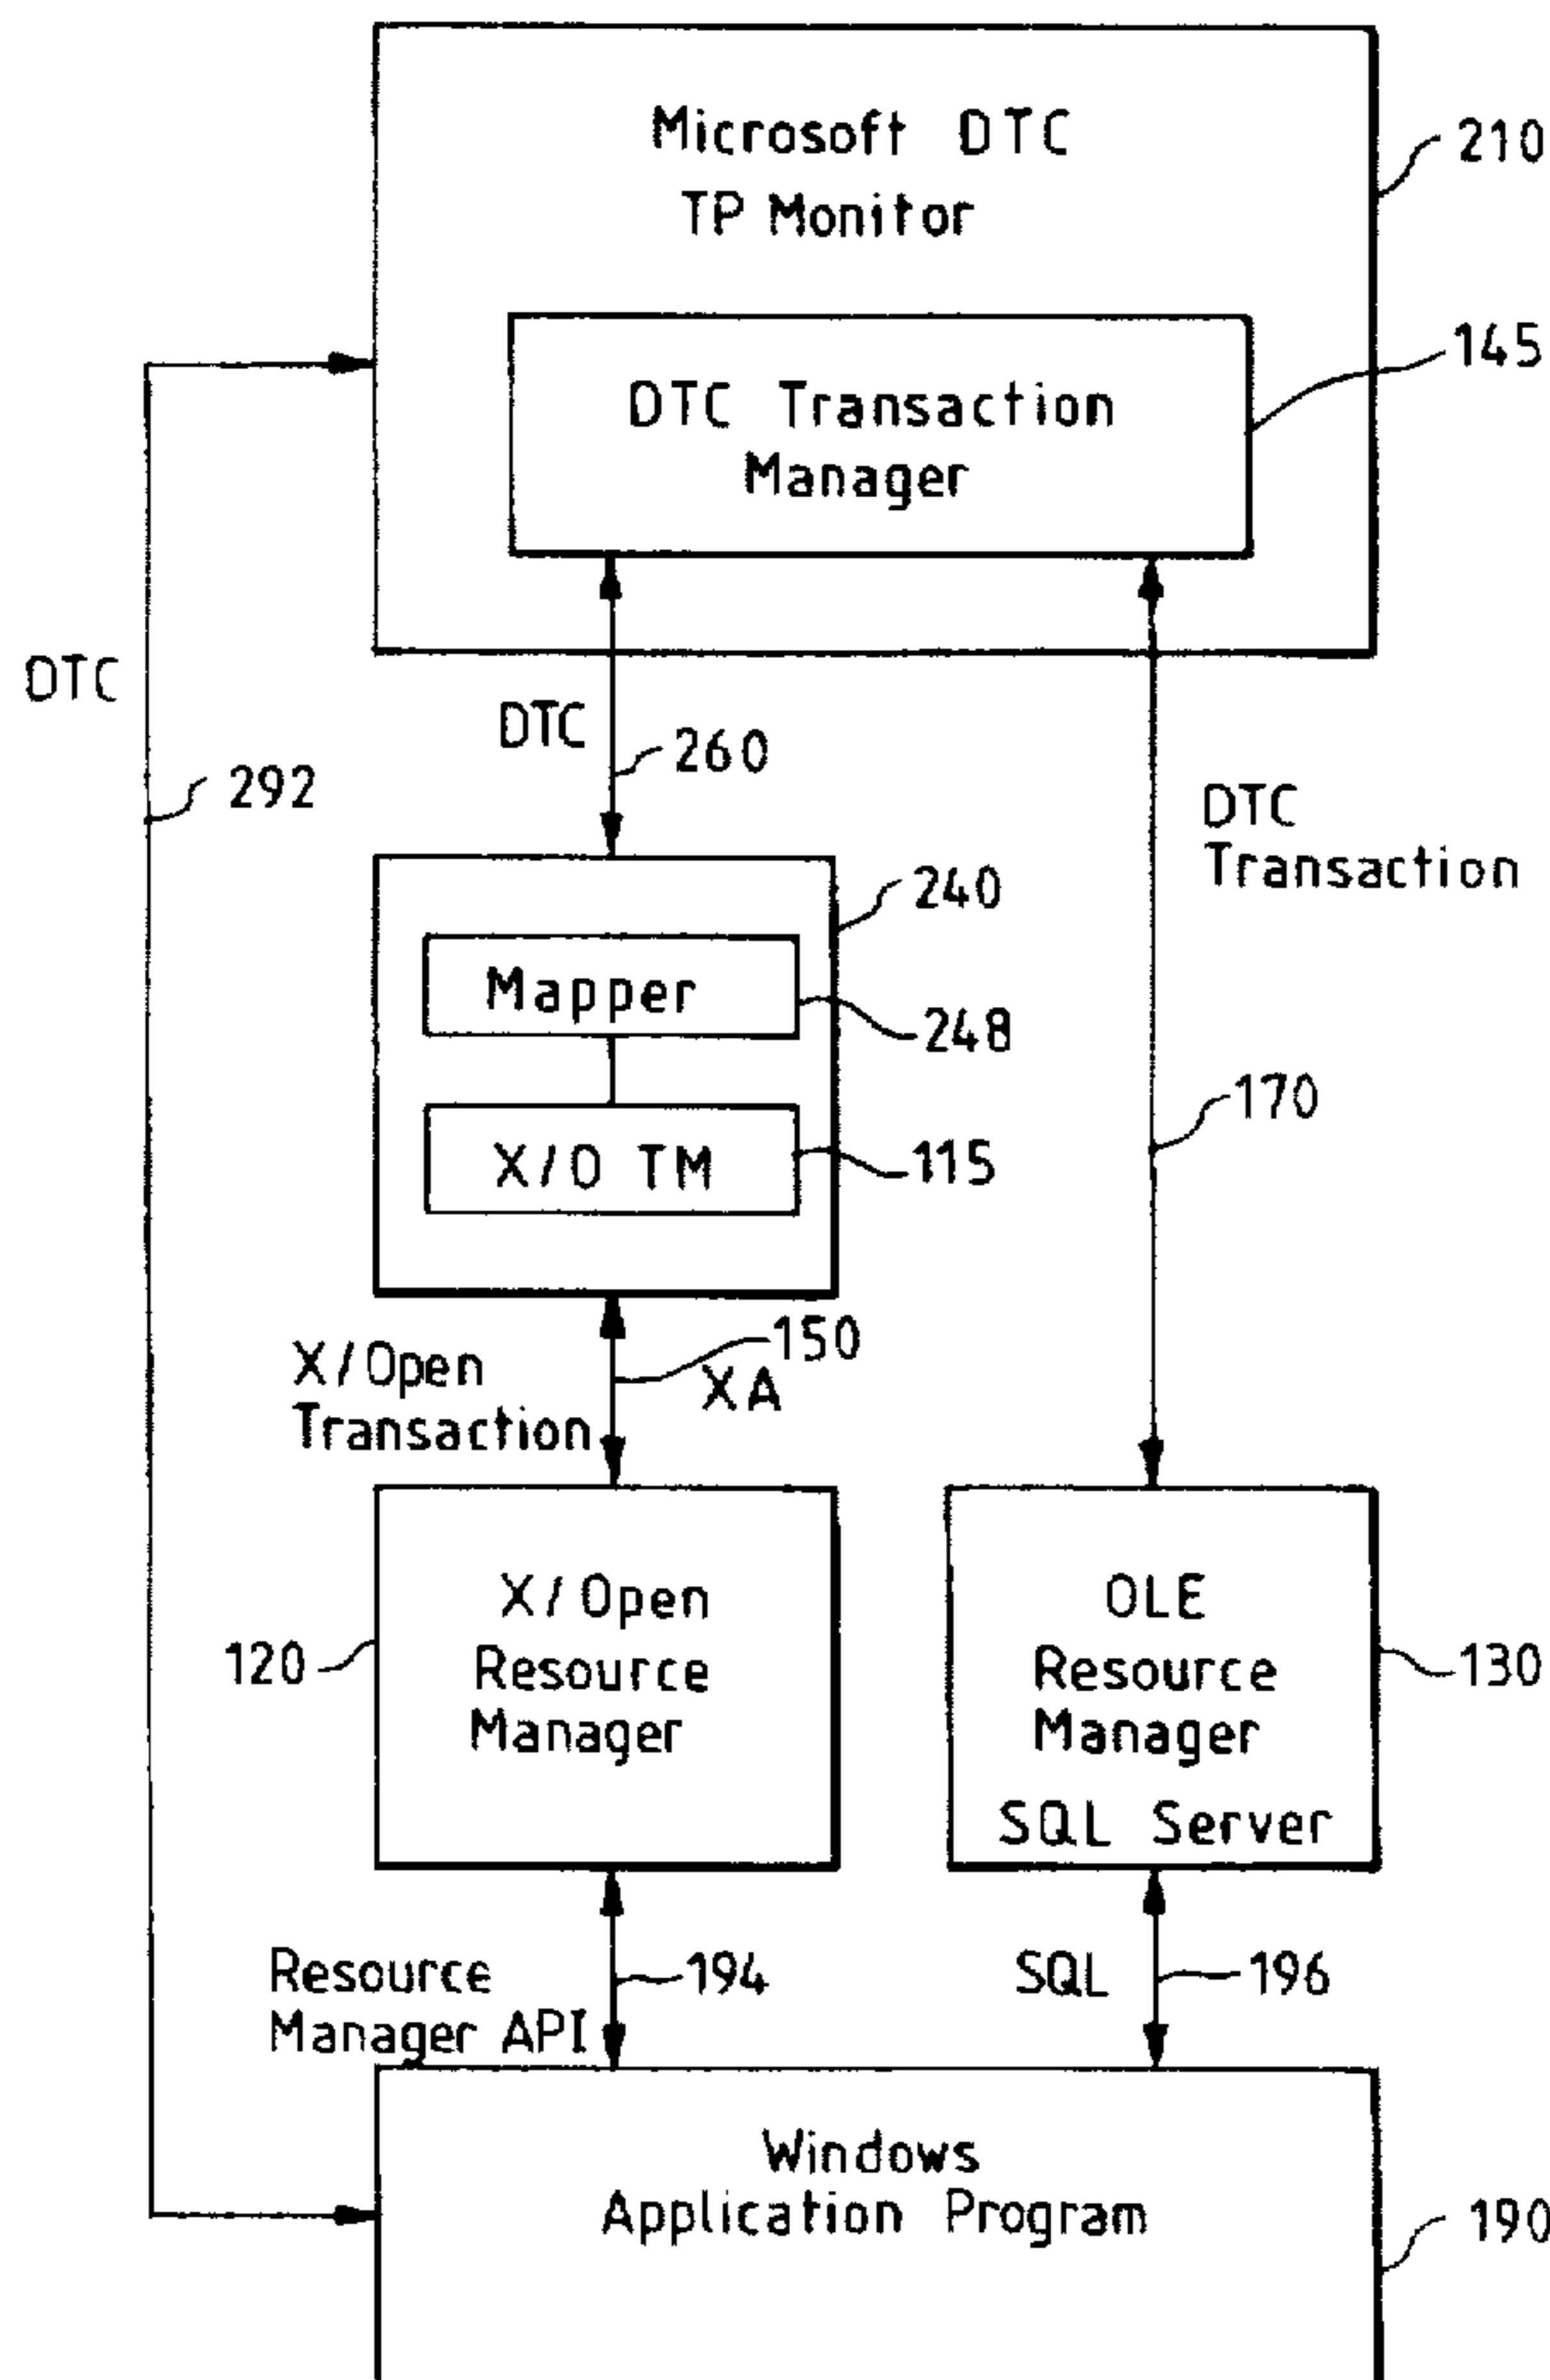 Microsoft DTC
TP Monitor
210
DTC Transaction
Manager
145
DTC
DTC
260
292
DTC
Transaction
240
Mapper
248
170
X/O TM
115
150
X/Open
Transaction
XA
X/Open
Resource
Manager
120
OLE
Resource
Manager
SQL Server
130
Resource
Manager API
194
SQL
196
Windows
Application Program
190